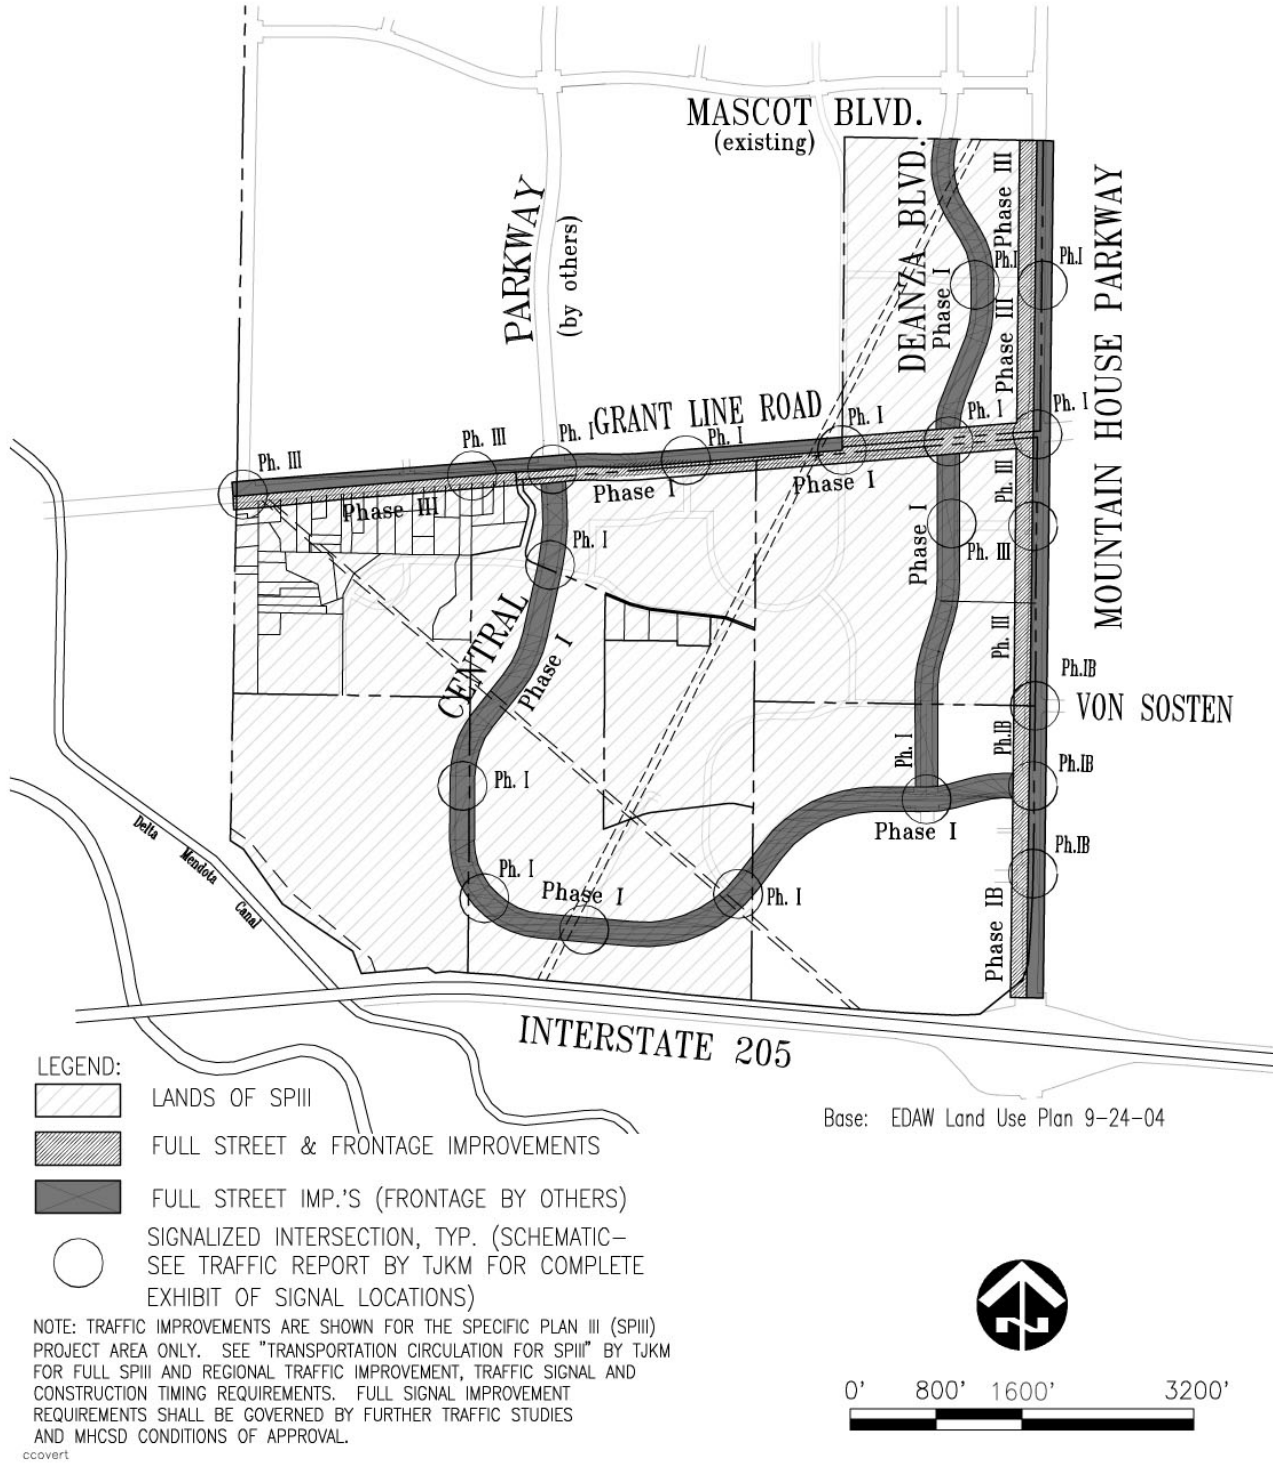 MASCOT BLVD.
(existing)
PARKWAY
(by others)
DEANZA BLVD.
Phase I
Phase III
Phase III
Ph.I
Ph.I
MOUNTAIN HOUSE PARKWAY
GRANT LINE ROAD
Ph. III
Ph. III
Ph. I
Ph. I
Ph. I
Ph. I
Ph. I
Phase III
Phase I
Phase I
Ph. I
Phase I
Ph. III
Ph. III
Ph. III
CENTRAL
Phase I
Ph.IB
VON SOSTEN
Ph. I
Ph. I
Ph.IB
Ph.IB
Phase I
Ph.IB
Delta
Mendota
Canal
Ph. I
Phase I
Ph. I
Phase IB
INTERSTATE 205
LEGEND:
LANDS OF SPIII
FULL STREET & FRONTAGE IMPROVEMENTS
FULL STREET IMP.'S (FRONTAGE BY OTHERS)
SIGNALIZED INTERSECTION, TYP. (SCHEMATIC–
SEE TRAFFIC REPORT BY TJKM FOR COMPLETE
EXHIBIT OF SIGNAL LOCATIONS)
Base: EDAW Land Use Plan 9-24-04
NOTE: TRAFFIC IMPROVEMENTS ARE SHOWN FOR THE SPECIFIC PLAN III (SPIII)
PROJECT AREA ONLY. SEE "TRANSPORTATION CIRCULATION FOR SPIII" BY TJKM
FOR FULL SPIII AND REGIONAL TRAFFIC IMPROVEMENT, TRAFFIC SIGNAL AND
CONSTRUCTION TIMING REQUIREMENTS. FULL SIGNAL IMPROVEMENT
REQUIREMENTS SHALL BE GOVERNED BY FURTHER TRAFFIC STUDIES
AND MHCSD CONDITIONS OF APPROVAL.
ccovert
0' 800' 1600' 3200'